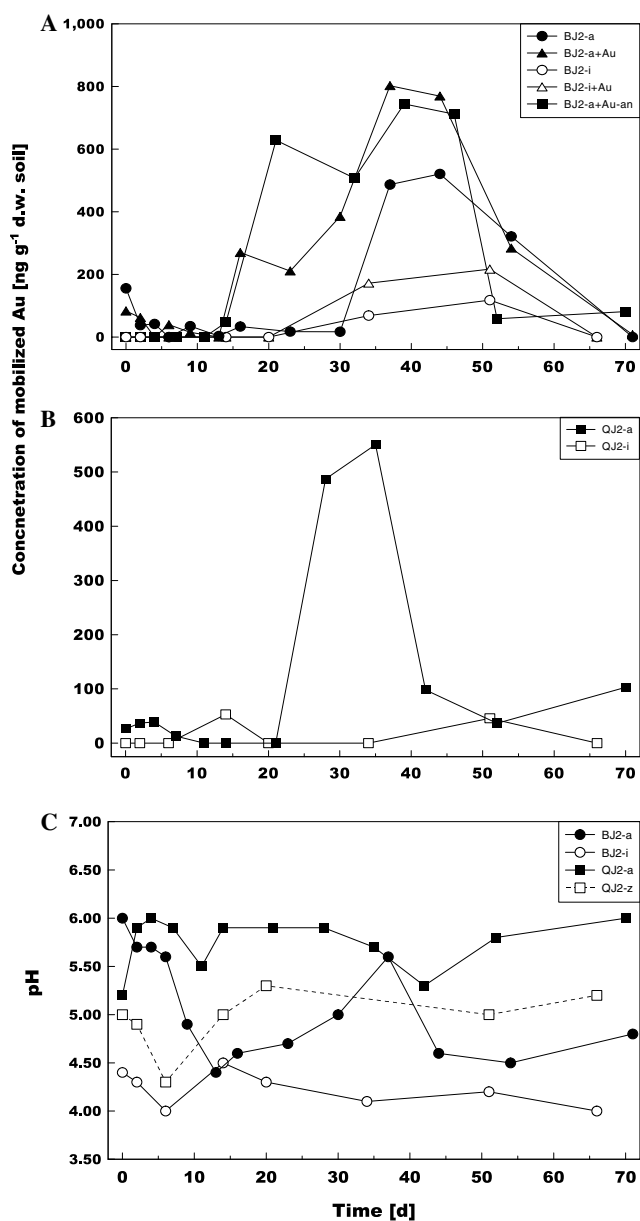 A
1,000
800
600
400
200
0
0 10 20 30 40 50 60 70
BJ2-a
BJ2-a+Au
BJ2-i
BJ2-i+Au
BJ2-a+Au-an
Concnetration of mobilized Au [ng g⁻¹ d.w. soil]
B
600
500
400
300
200
100
0
0 10 20 30 40 50 60 70
QJ2-a
QJ2-i
C
7.00
6.50
6.00
5.50
5.00
4.50
4.00
3.50
0 10 20 30 40 50 60 70
BJ2-a
BJ2-i
QJ2-a
QJ2-z
pH
Time [d]